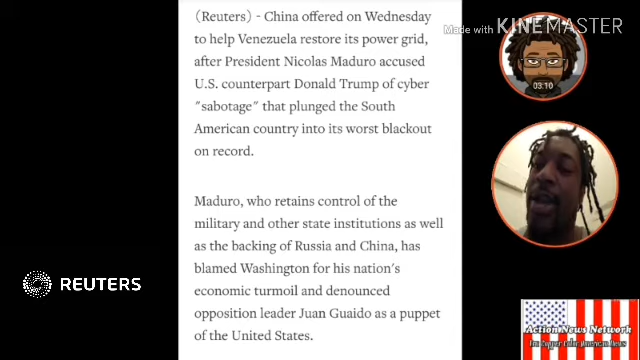 (Reuters) - China offered on Wednesday
to help Venezuela restore its power grid,
after President Nicolas Maduro accused
U.S. counterpart Donald Trump of cyber
"sabotage" that plunged the South
American country into its worst blackout
on record.
Maduro, who retains control of the
military and other state institutions as well
as the backing of Russia and China, has
blamed Washington for his nation's
economic turmoil and denounced
opposition leader Juan Guaido as a puppet
of the United States.
REUTERS
Made with KINEMASTER
03:10
Action News Network